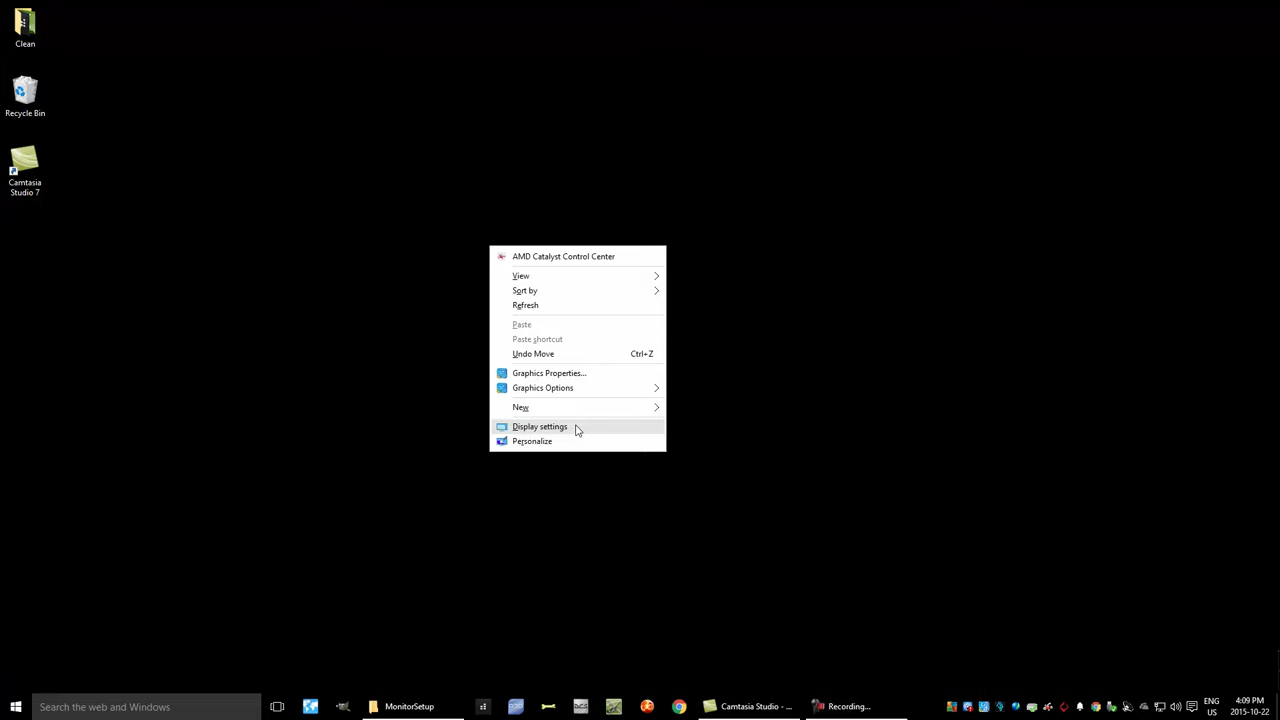 Clean
Recycle Bin
Camtasia
Studio 7
AMD Catalyst Control Center
View
Sort by
Refresh
Paste
Paste shortcut
Undo Move Ctrl+Z
Graphics Properties...
Graphics Options
New
Display settings
Personalize
Search the web and Windows
MonitorSetup
Camtasia Studio - ...
Recording...
ENG
US
4:09 PM
2015-10-22